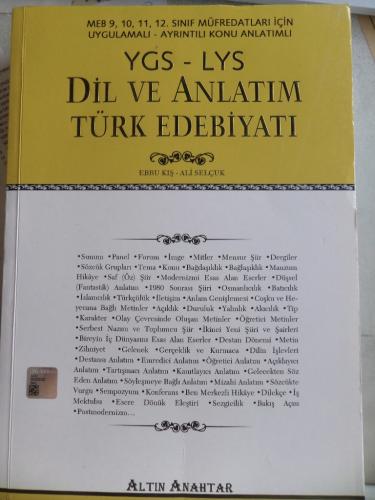 MEB 9, 10, 11, 12. SINIF MÜFREDATLARI İÇİN
UYGULAMALI - AYRINTILI KONU ANLATIMLI
YGS - LYS
DİL VE ANLATIM
TÜRK EDEBİYATI
EBRU KIŞ - ALİ SELÇUK
•Sunum •Panel •Forum •İmge •Mitler •Mensur Şiir •Dergiler
•Sözcük Grupları •Tema •Konu •Bağdaşıklık •Bağlaşıklık •Manzum
Hikaye •Saf (Öz) Şiir •Modernizmi Esas Alan Eserler •Düşsel
(Fantastik) Anlatım •1980 Sonrası Şiiri •Osmanlıcılık •Batıcılık
•İslamcılık •Türkçülük •İletişim •Anlam Genişlemesi •Coşku ve He-
yecana Bağlı Metinler •Açıklık •Duruluk •Yalınlık •Akıcılık •Tip
•Karakter •Olay Çevresinde Oluşan Metinler •Öğretici Metinler
•Serbest Nazım ve Toplumcu Şiir •İkinci Yeni Şiiri ve Şairleri
•Bireyin İç Dünyasını Esas Alan Eserler •Destan Dönemi •Metin
•Zihniyet •Gelenek •Gerçeklik ve Kurmaca •Dilin İşlevleri
•Destansı Anlatım •Emredici Anlatım •Öğretici Anlatım •Açıklayıcı
Anlatım •Tartışmacı Anlatım •Kanıtlayıcı Anlatım •Gelecekten Söz
Eden Anlatım •Söyleşmeye Bağlı Anlatım •Mizahi Anlatım •Sözcükte
Vurgu •Sempozyum •Konferans •Ben Merkezli Hikaye •Dilekçe •İş
Mektubu •Esere Dönük Eleştiri •Sezgicilik •Bakış Açısı
•Postmodernizm...
ALTIN ANAHTAR